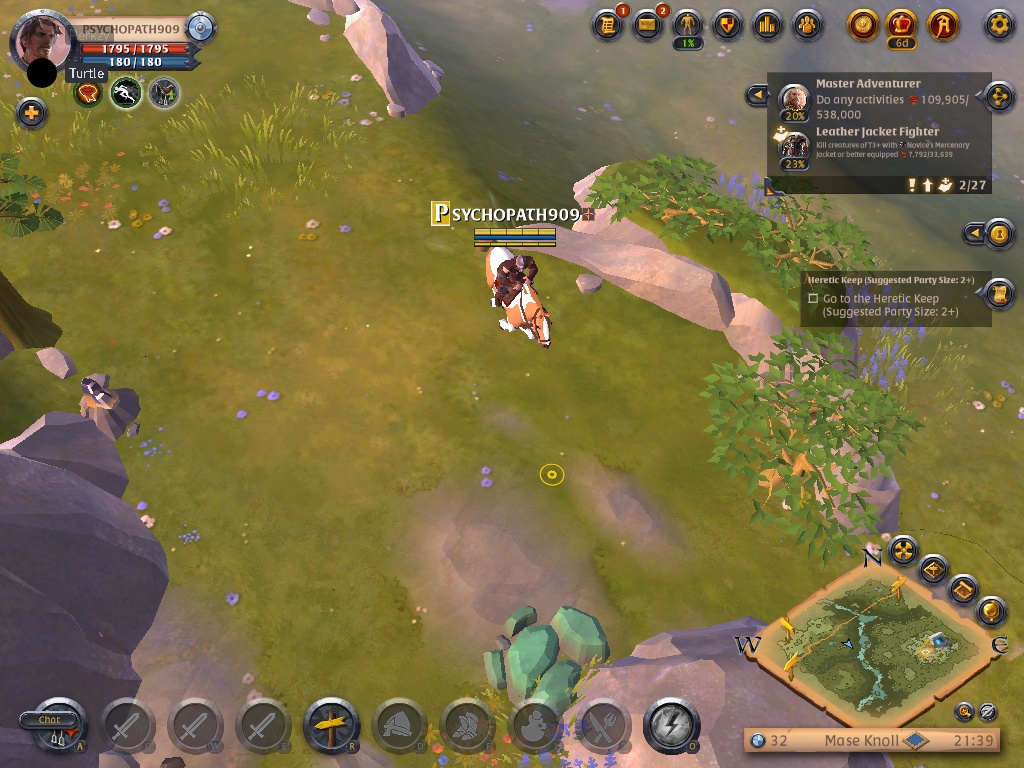 PSYCHOPATH909
1795 / 1795
180 / 180
Turtle
1
2
1%
6d
Master Adventurer
Do any activities 109,905/
538,000
20%
Leather Jacket Fighter
Kill creatures of T3+ with Novice's Mercenary
Jacket or better equipped 7,792/33,639
23%
2/27
PSYCHOPATH909
Heretic Keep (Suggested Party Size: 2+)
Go to the Heretic Keep
(Suggested Party Size: 2+)
N
W
E
Chat
A
Q
W
E
R
D
F
O
32
Mase Knoll
21:39